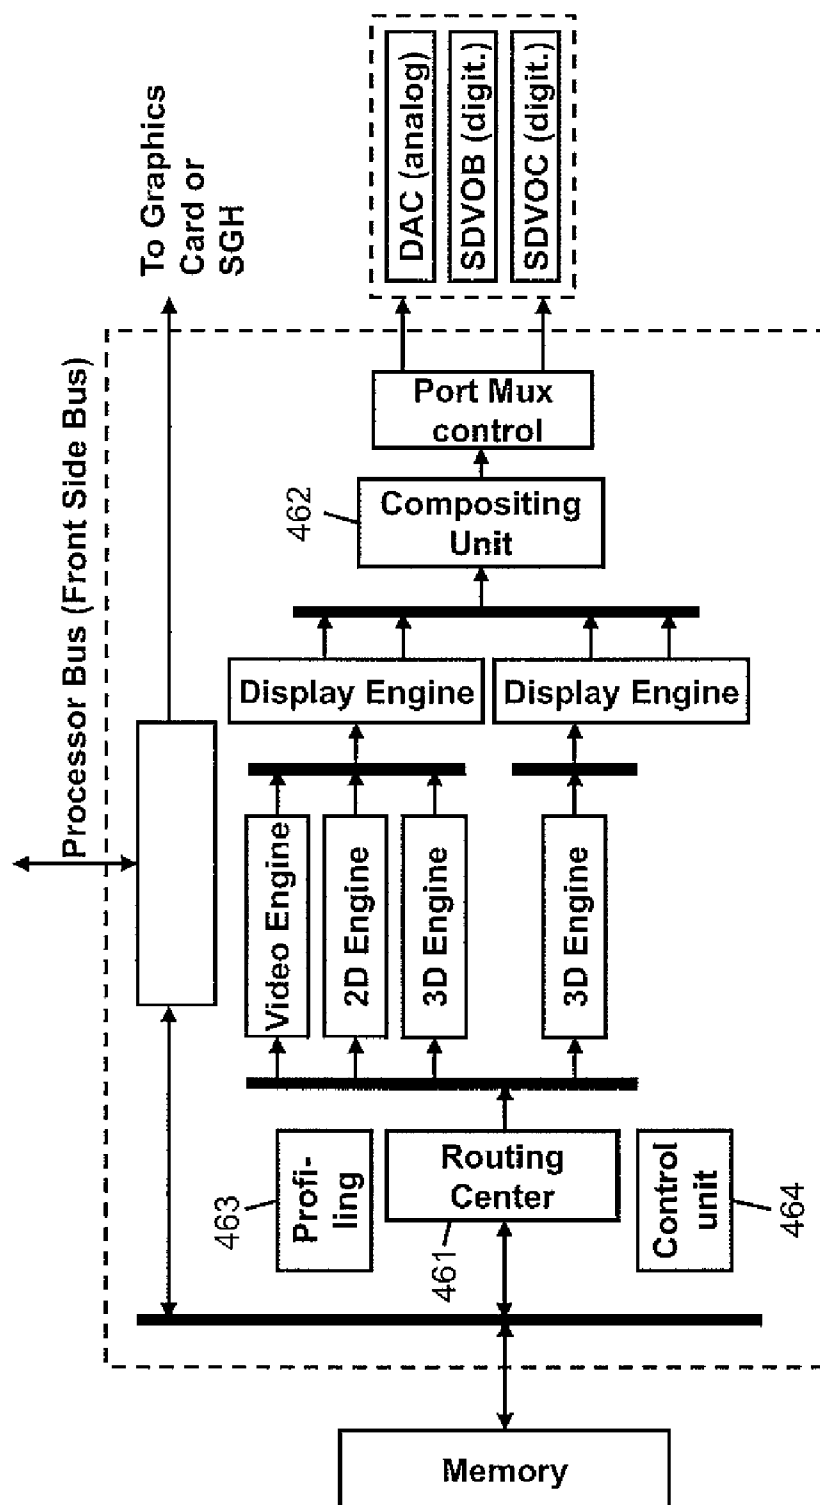 To Graphics
Card or
SGH
DAC (analog)
SDVOB (digit.)
SDVOC (digit.)
Processor Bus (Front Side Bus)
Port Mux
control
462
Compositing
Unit
Display Engine
Display Engine
Video Engine
2D Engine
3D Engine
3D Engine
463
Profi-
ling
Routing
Center
461
Control
unit
464
Memory